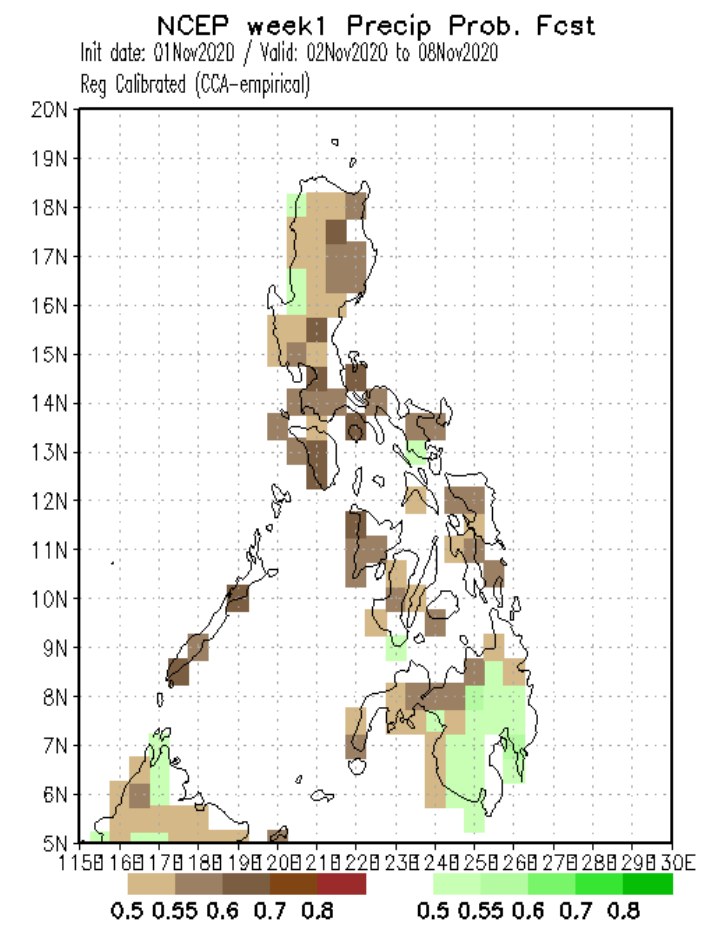 NCEP week1 Precip Prob. Fcst
Init date: 01Nov2020 / Valid: 02Nov2020 to 08Nov2020
Reg Calibrated (CCA-empirical)
20N
19N
18N
17N
16N
15N
14N
13N
12N
11N
10N
9N
8N
7N
6N
5N
115E 116E 117E 118E 119E 120E 121E 122E 123E 124E 125E 126E 127E 128E 129E 130E
0.5 0.55 0.6 0.7 0.8 0.5 0.55 0.6 0.7 0.8